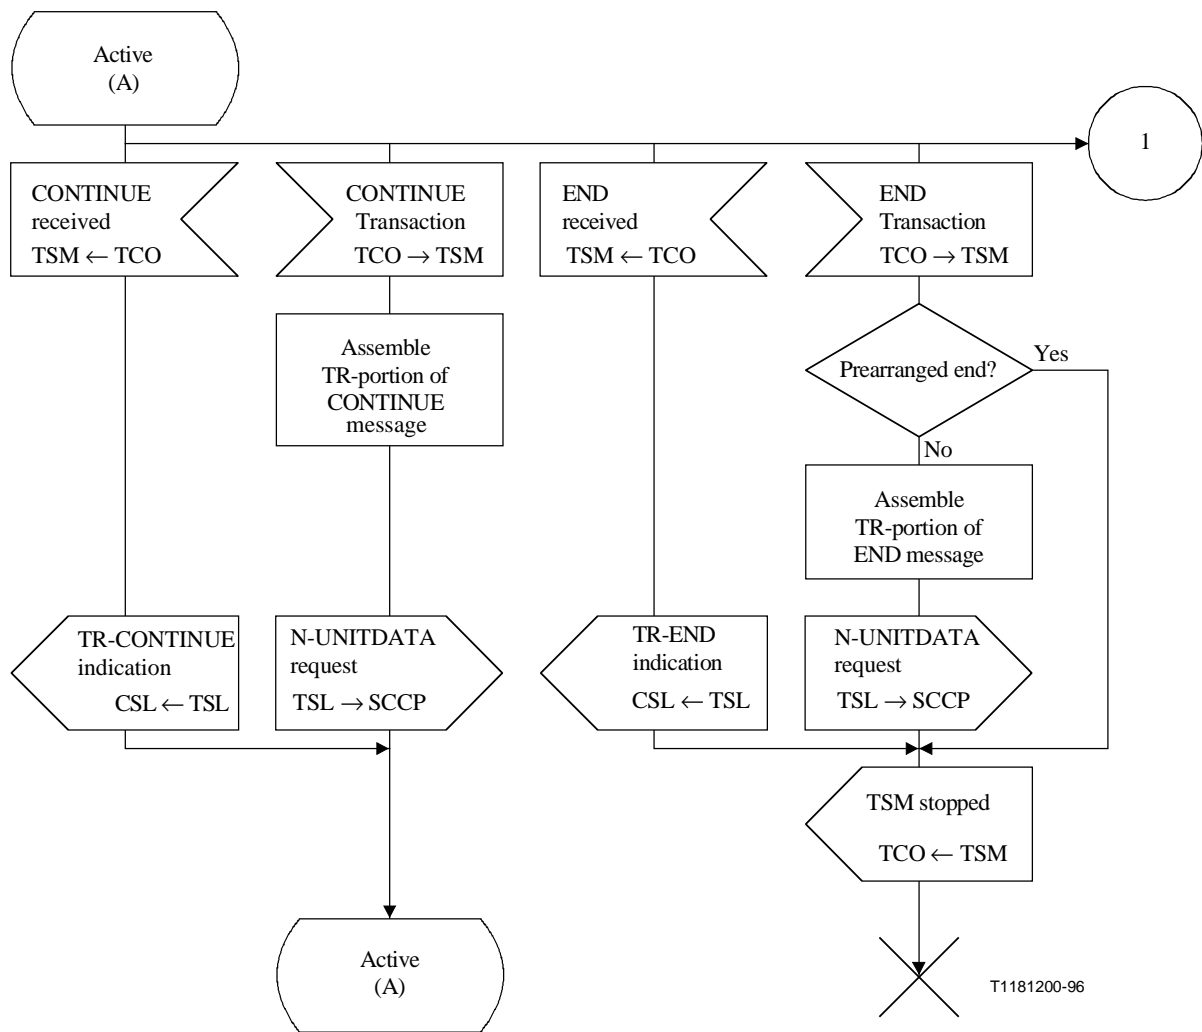 Active
(A)
1
CONTINUE
received
TSM ← TCO
CONTINUE
Transaction
TCO → TSM
END
received
TSM ← TCO
END
Transaction
TCO → TSM
Assemble
TR-portion of
CONTINUE
message
Prearranged end?
Yes
No
Assemble
TR-portion of
END message
TR-CONTINUE
indication
CSL ← TSL
N-UNITDATA
request
TSL → SCCP
TR-END
indication
CSL ← TSL
N-UNITDATA
request
TSL → SCCP
TSM stopped
TCO ← TSM
Active
(A)
T1181200-96